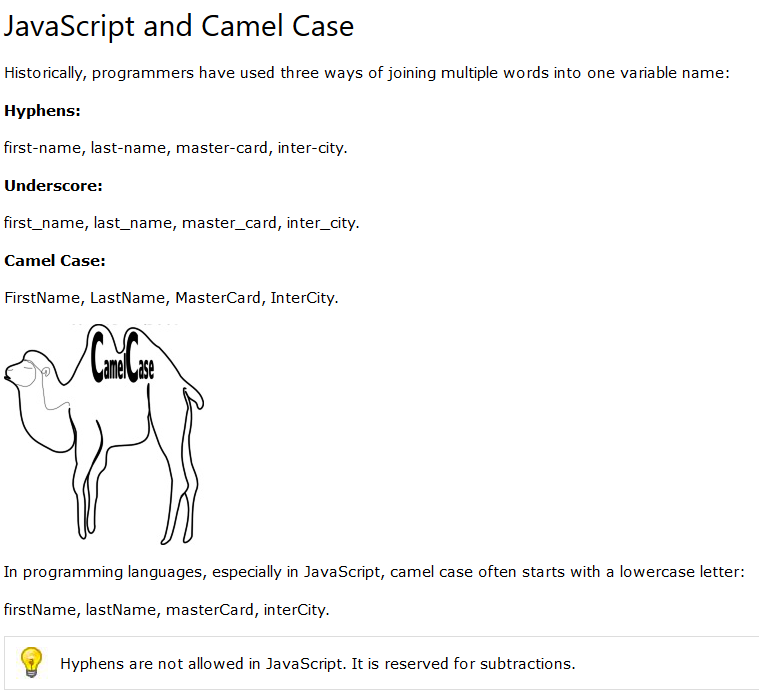 JavaScript and Camel Case
Historically, programmers have used three ways of joining multiple words into one variable name:
Hyphens:
first-name, last-name, master-card, inter-city.
Underscore:
first_name, last_name, master_card, inter_city.
Camel Case:
FirstName, LastName, MasterCard, InterCity.
CamelCase
In programming languages, especially in JavaScript, camel case often starts with a lowercase letter:
firstName, lastName, masterCard, interCity.
Hyphens are not allowed in JavaScript. It is reserved for subtractions.